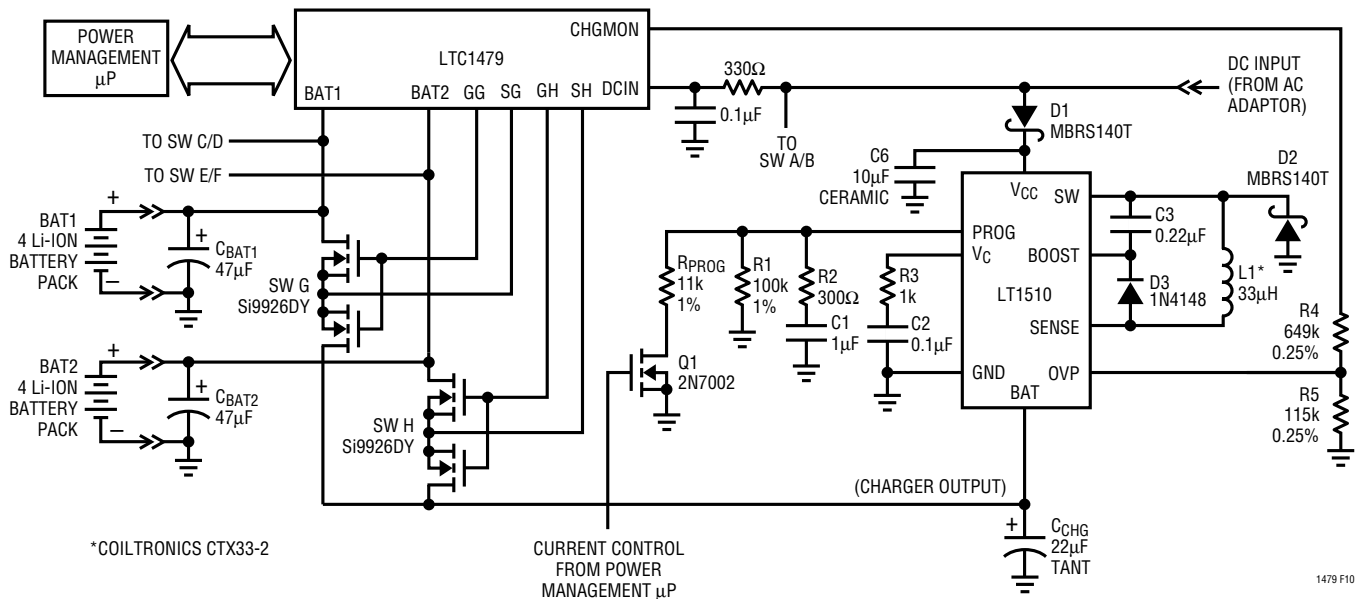 POWER
MANAGEMENT
μP
LTC1479
CHGMON
BAT1
BAT2
GG
SG
GH
SH
DCIN
330Ω
0.1μF
TO
SW A/B
DC INPUT
(FROM AC
ADAPTOR)
D1
MBRS140T
C6
10μF
CERAMIC
D2
MBRS140T
TO SW C/D
TO SW E/F
BAT1
4 Li-ION
BATTERY
PACK
+
–
+
CBAT1
47μF
SW G
Si9926DY
BAT2
4 Li-ION
BATTERY
PACK
+
–
+
CBAT2
47μF
SW H
Si9926DY
RPROG
11k
1%
R1
100k
1%
R2
300Ω
C1
1μF
R3
1k
C2
0.1μF
Q1
2N7002
VCC
SW
PROG
VC
BOOST
LT1510
SENSE
GND
OVP
BAT
C3
0.22μF
D3
1N4148
L1*
33μH
R4
649k
0.25%
R5
115k
0.25%
(CHARGER OUTPUT)
+
CCHG
22μF
TANT
*COILTRONICS CTX33-2
CURRENT CONTROL
FROM POWER
MANAGEMENT μP
1479 F10